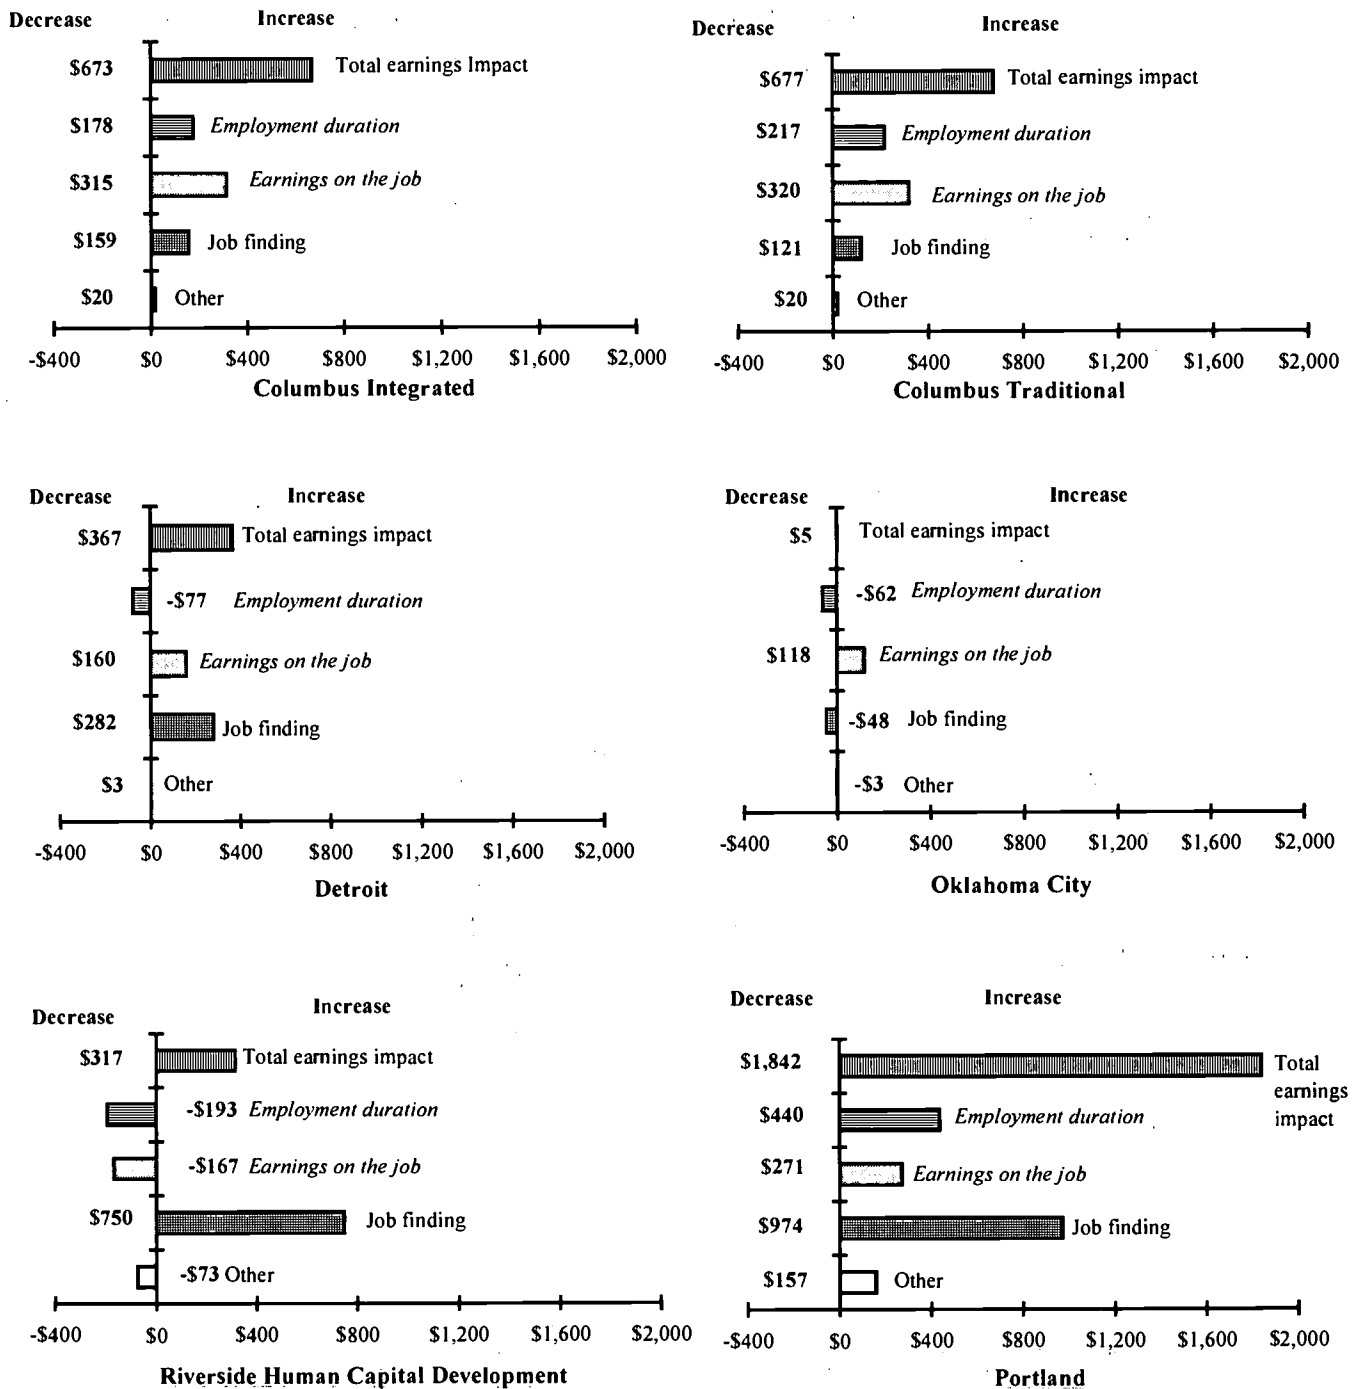 Decrease Increase
$673 Total earnings Impact
$178 Employment duration
$315 Earnings on the job
$159 Job finding
$20 Other
-$400 $0 $400 $800 $1,200 $1,600 $2,000
Columbus Integrated
Decrease Increase
$677 Total earnings impact
$217 Employment duration
$320 Earnings on the job
$121 Job finding
$20 Other
-$400 $0 $400 $800 $1,200 $1,600 $2,000
Columbus Traditional
Decrease Increase
$367 Total earnings impact
-$77 Employment duration
$160 Earnings on the job
$282 Job finding
$3 Other
-$400 $0 $400 $800 $1,200 $1,600 $2,000
Detroit
Decrease Increase
$5 Total earnings impact
-$62 Employment duration
$118 Earnings on the job
-$48 Job finding
-$3 Other
-$400 $0 $400 $800 $1,200 $1,600 $2,000
Oklahoma City
Decrease Increase
$317 Total earnings impact
-$193 Employment duration
-$167 Earnings on the job
$750 Job finding
-$73 Other
-$400 $0 $400 $800 $1,200 $1,600 $2,000
Riverside Human Capital Development
Decrease Increase
$1,842 Total
earnings
impact
$440 Employment duration
$271 Earnings on the job
$974 Job finding
$157 Other
-$400 $0 $400 $800 $1,200 $1,600 $2,000
Portland